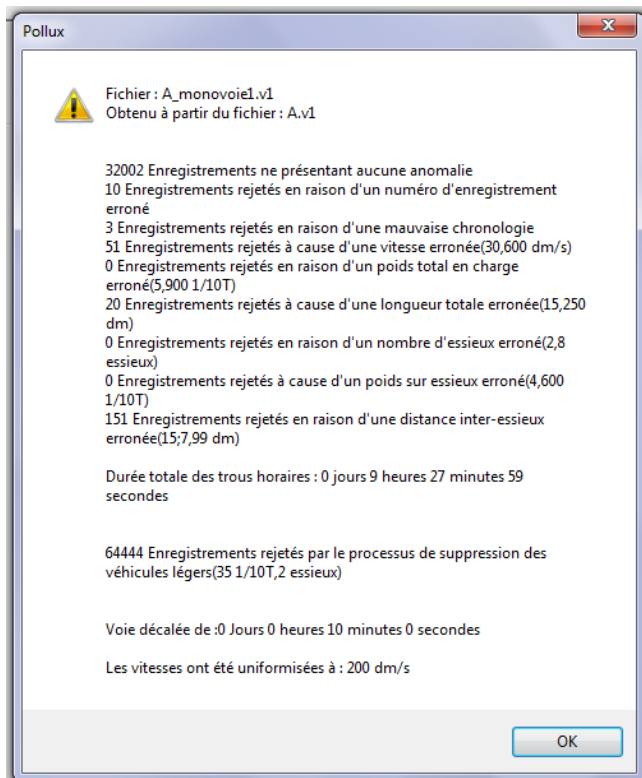 Pollux
Fichier : A_monovoie1.v1
Obtenu à partir du fichier : A.v1
32002 Enregistrements ne présentant aucune anomalie
10 Enregistrements rejetés en raison d'un numéro d'enregistrement
erroné
3 Enregistrements rejetés en raison d'une mauvaise chronologie
51 Enregistrements rejetés à cause d'une vitesse erronée(30,600 dm/s)
0 Enregistrements rejetés en raison d'un poids total en charge
erroné(5,900 1/10T)
20 Enregistrements rejetés à cause d'une longueur totale erronée(15,250
dm)
0 Enregistrements rejetés en raison d'un nombre d'essieux erroné(2,8
essieux)
0 Enregistrements rejetés à cause d'un poids sur essieux erroné(4,600
1/10T)
151 Enregistrements rejetés en raison d'une distance inter-essieux
erronée(15;7,99 dm)
Durée totale des trous horaires : 0 jours 9 heures 27 minutes 59
secondes
64444 Enregistrements rejetés par le processus de suppression des
véhicules légers(35 1/10T,2 essieux)
Voie décalée de :0 Jours 0 heures 10 minutes 0 secondes
Les vitesses ont été uniformisées à : 200 dm/s
OK